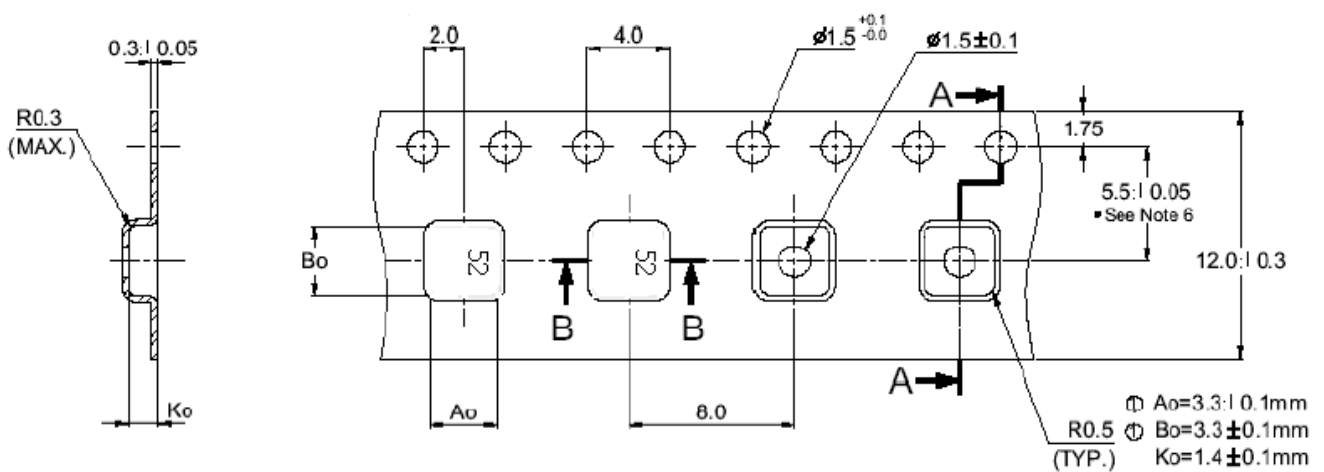 0.3:l 0.05
2.0
4.0
ø1.5 +0.1 -0.0
ø1.5±0.1
A
R0.3
(MAX.)
1.75
5.5:l 0.05
▪See Note 6
12.0:l 0.3
Bo
52
52
B
B
A
Ko
Ao
8.0
R0.5
(TYP.)
① Ao=3.3:l 0.1mm
① Bo=3.3±0.1mm
Ko=1.4±0.1mm